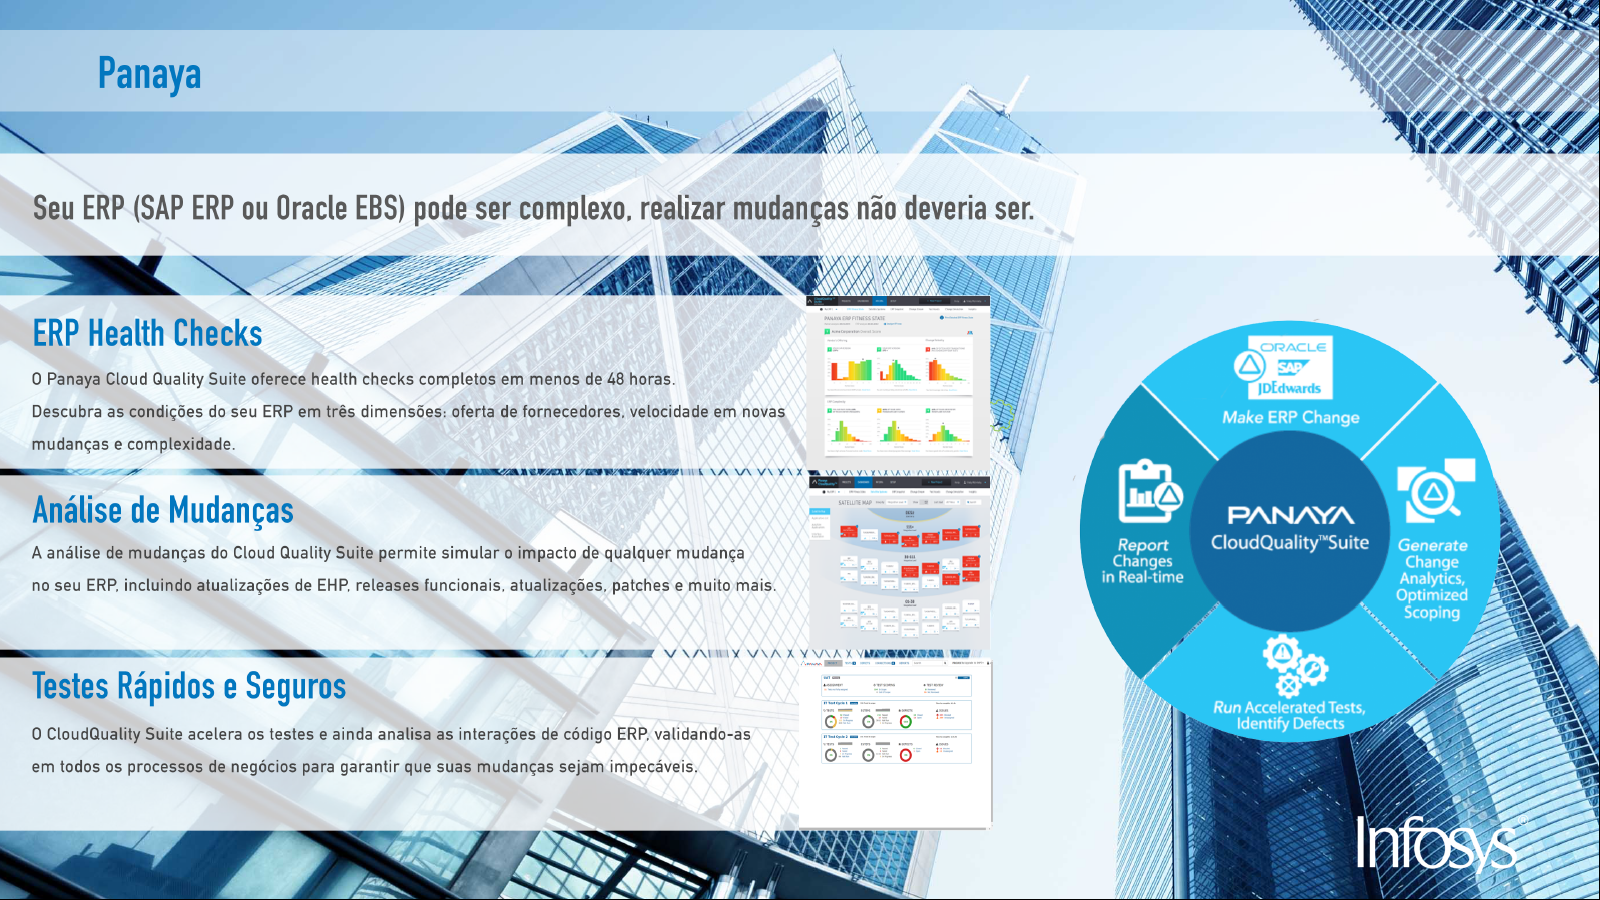 Panaya
Seu ERP (SAP ERP ou Oracle EBS) pode ser complexo, realizar mudanças não deveria ser.
ERP Health Checks
O Panaya Cloud Quality Suite oferece health checks completos em menos de 48 horas.
Descubra as condições do seu ERP em três dimensões: oferta de fornecedores, velocidade em novas
mudanças e complexidade.
PANAYA ERP FITNESS STATE
Análise de Mudanças
A análise de mudanças do Cloud Quality Suite permite simular o impacto de qualquer mudança
no seu ERP, incluindo atualizações de EHP, releases funcionais, atualizações, patches e muito mais.
SATELLITE MAP
Testes Rápidos e Seguros
O CloudQuality Suite acelera os testes e ainda analisa as interações de código ERP, validando-as
em todos os processos de negócios para garantir que suas mudanças sejam impecáveis.
ORACLE
SAP
JDEdwards
Make ERP Change
PANAYA
CloudQuality™Suite
Report
Changes
in Real-time
Generate
Change
Analytics,
Optimized
Scoping
Run Accelerated Tests,
Identify Defects
Infosys®